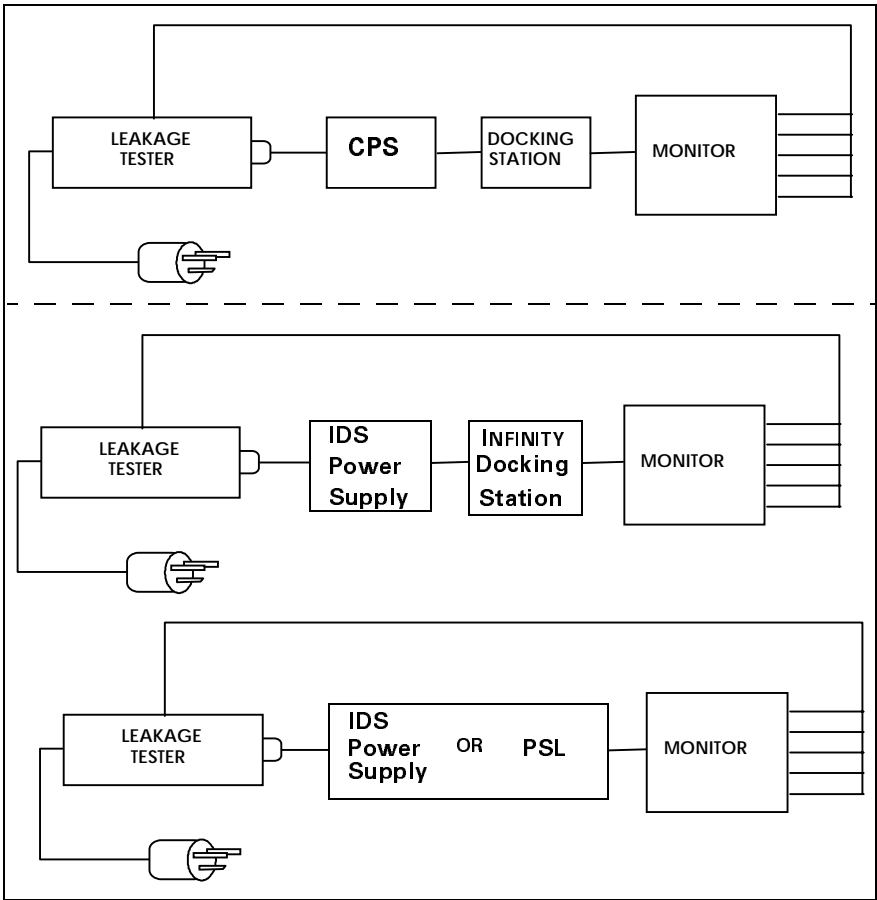 LEAKAGE
TESTER
CPS
DOCKING
STATION
MONITOR
LEAKAGE
TESTER
IDS
Power
Supply
INFINITY
Docking
Station
MONITOR
LEAKAGE
TESTER
IDS
Power
Supply
OR
PSL
MONITOR